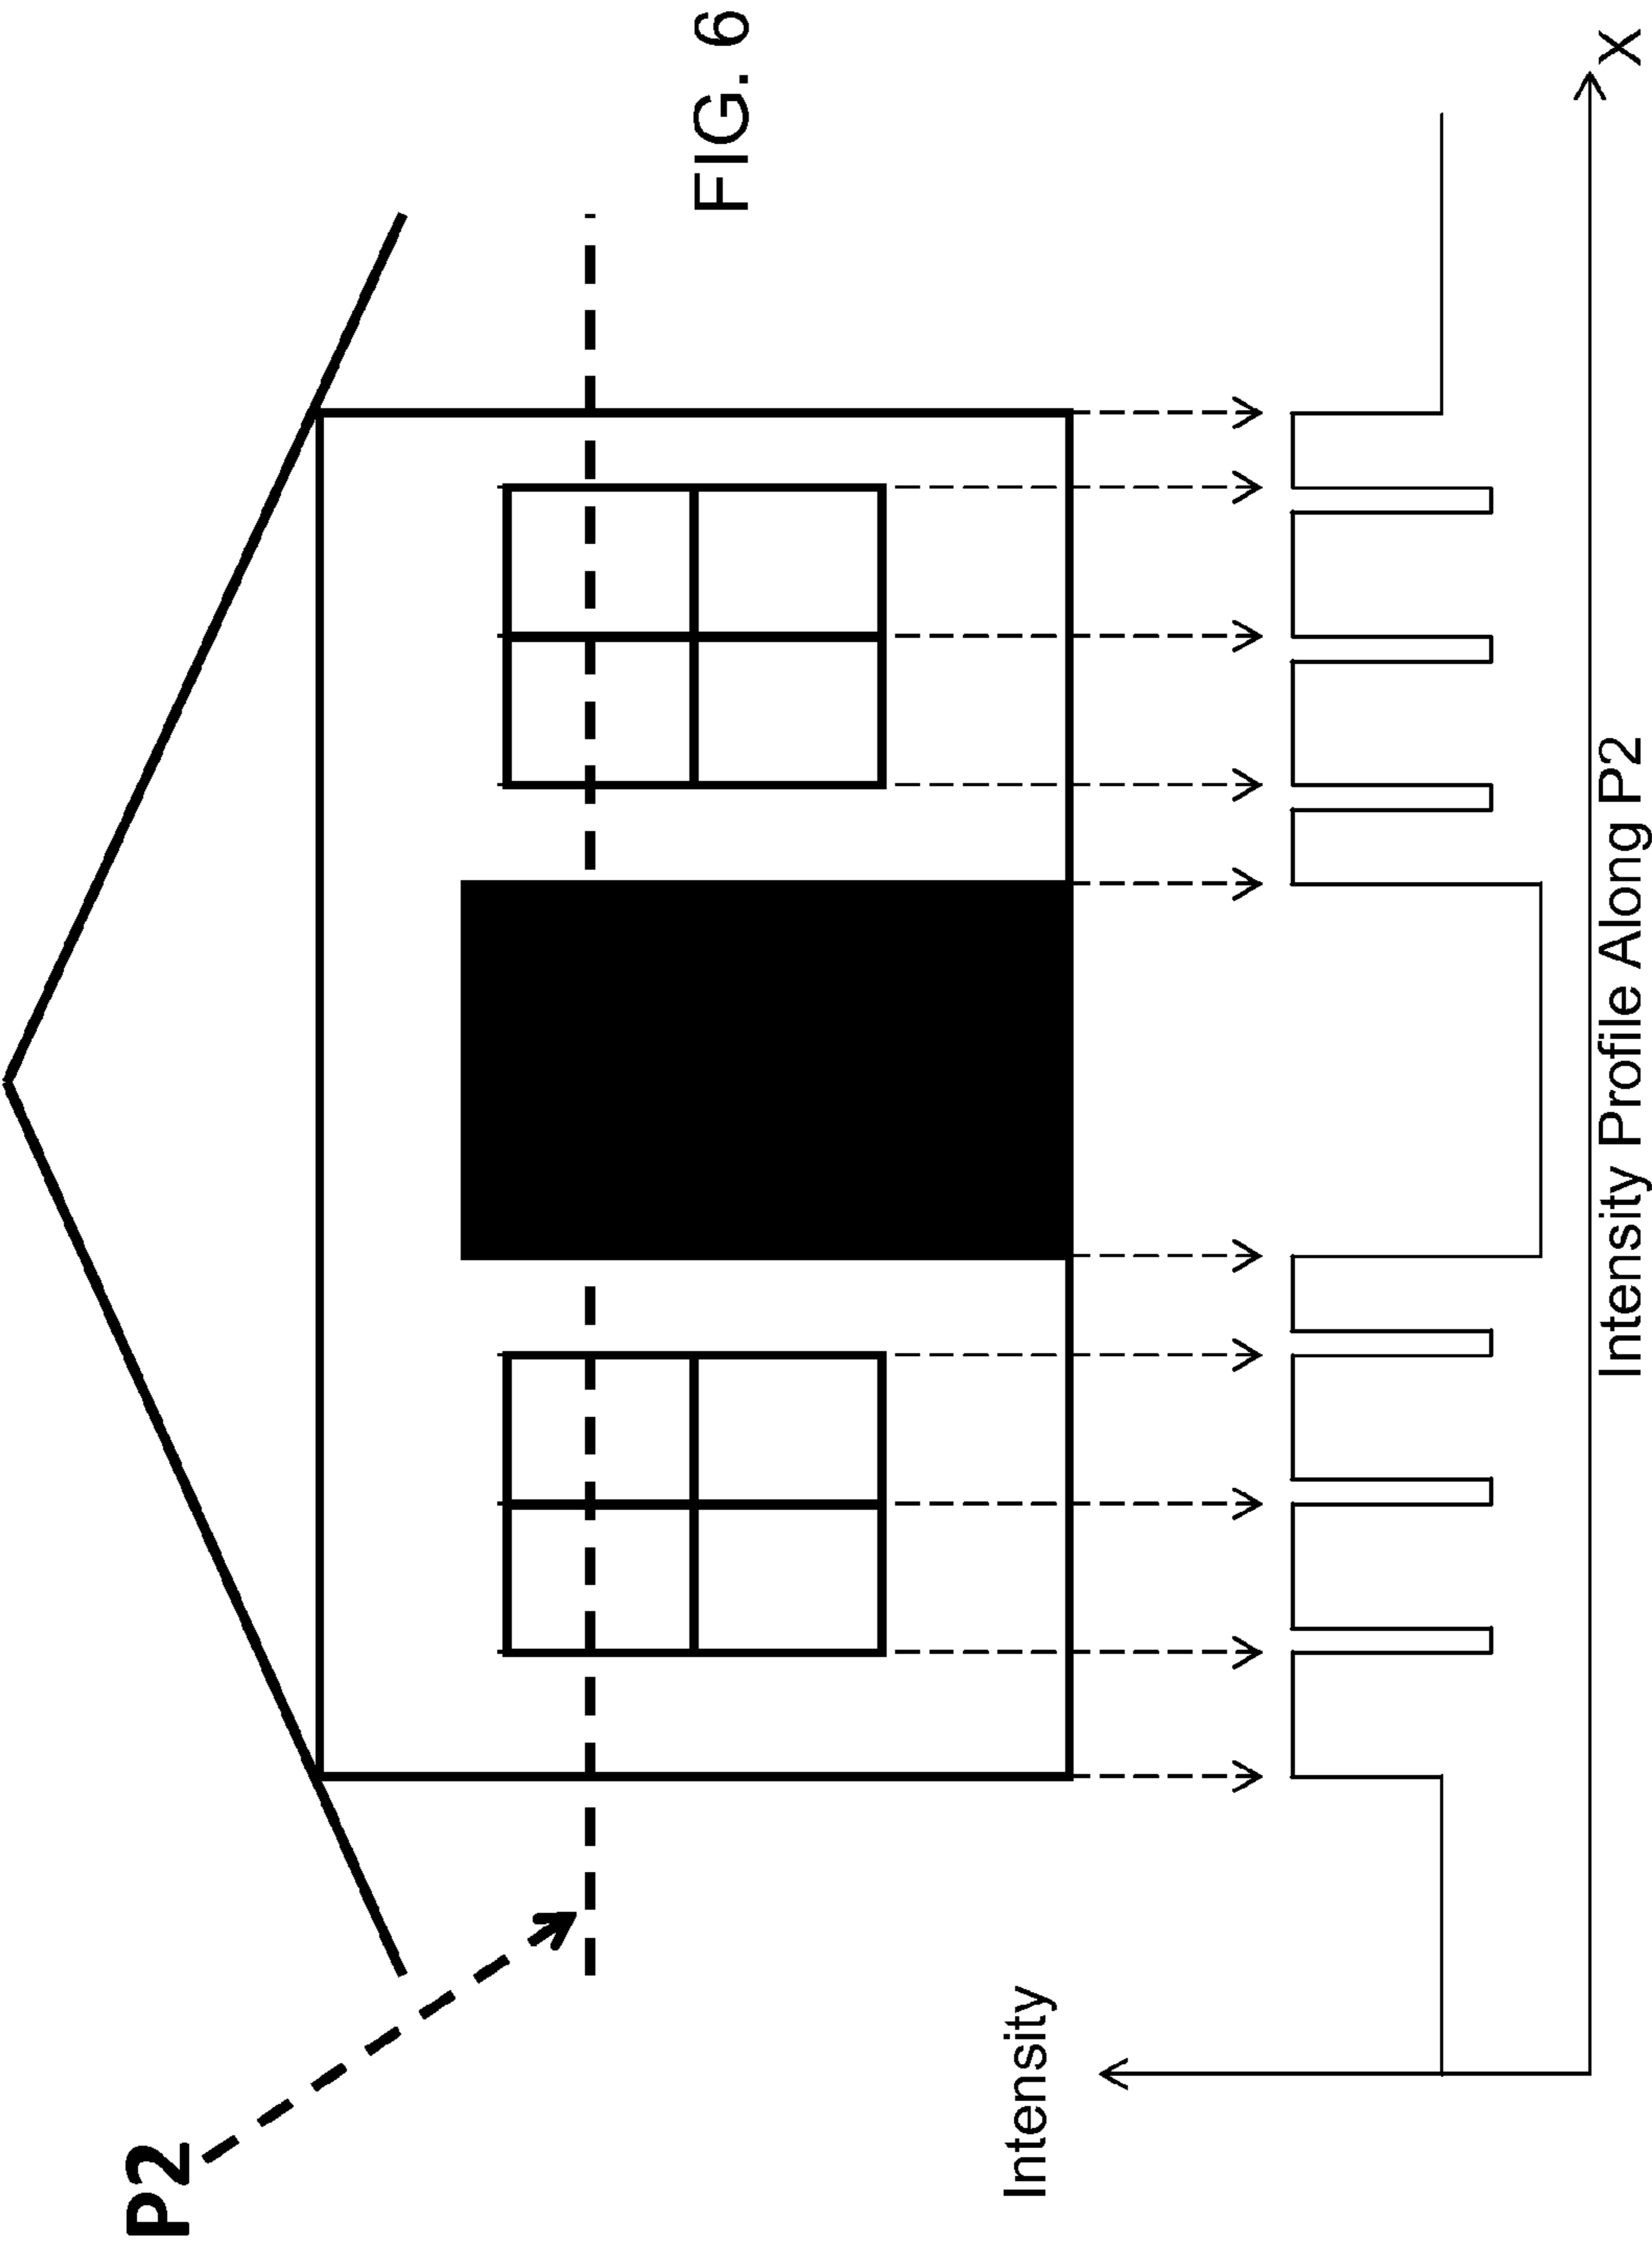 P2
FIG. 6
Intensity
X
Intensity Profile Along P2